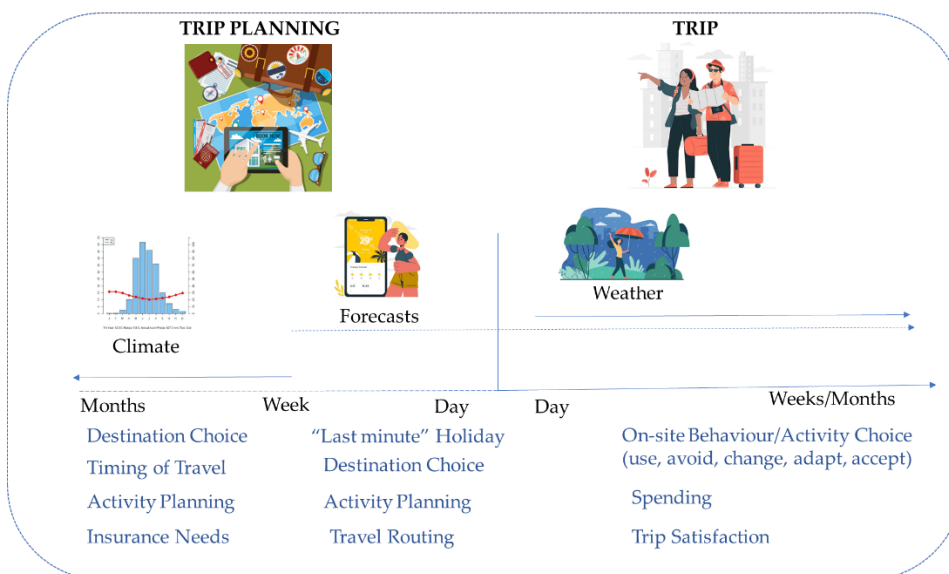 TRIP PLANNING
TRIP
Climate
Forecasts
Weather
Months
Week
Day
Day
Weeks/Months
Destination Choice
Timing of Travel
Activity Planning
Insurance Needs
“Last minute” Holiday
Destination Choice
Activity Planning
Travel Routing
On-site Behaviour/Activity Choice
(use, avoid, change, adapt, accept)
Spending
Trip Satisfaction